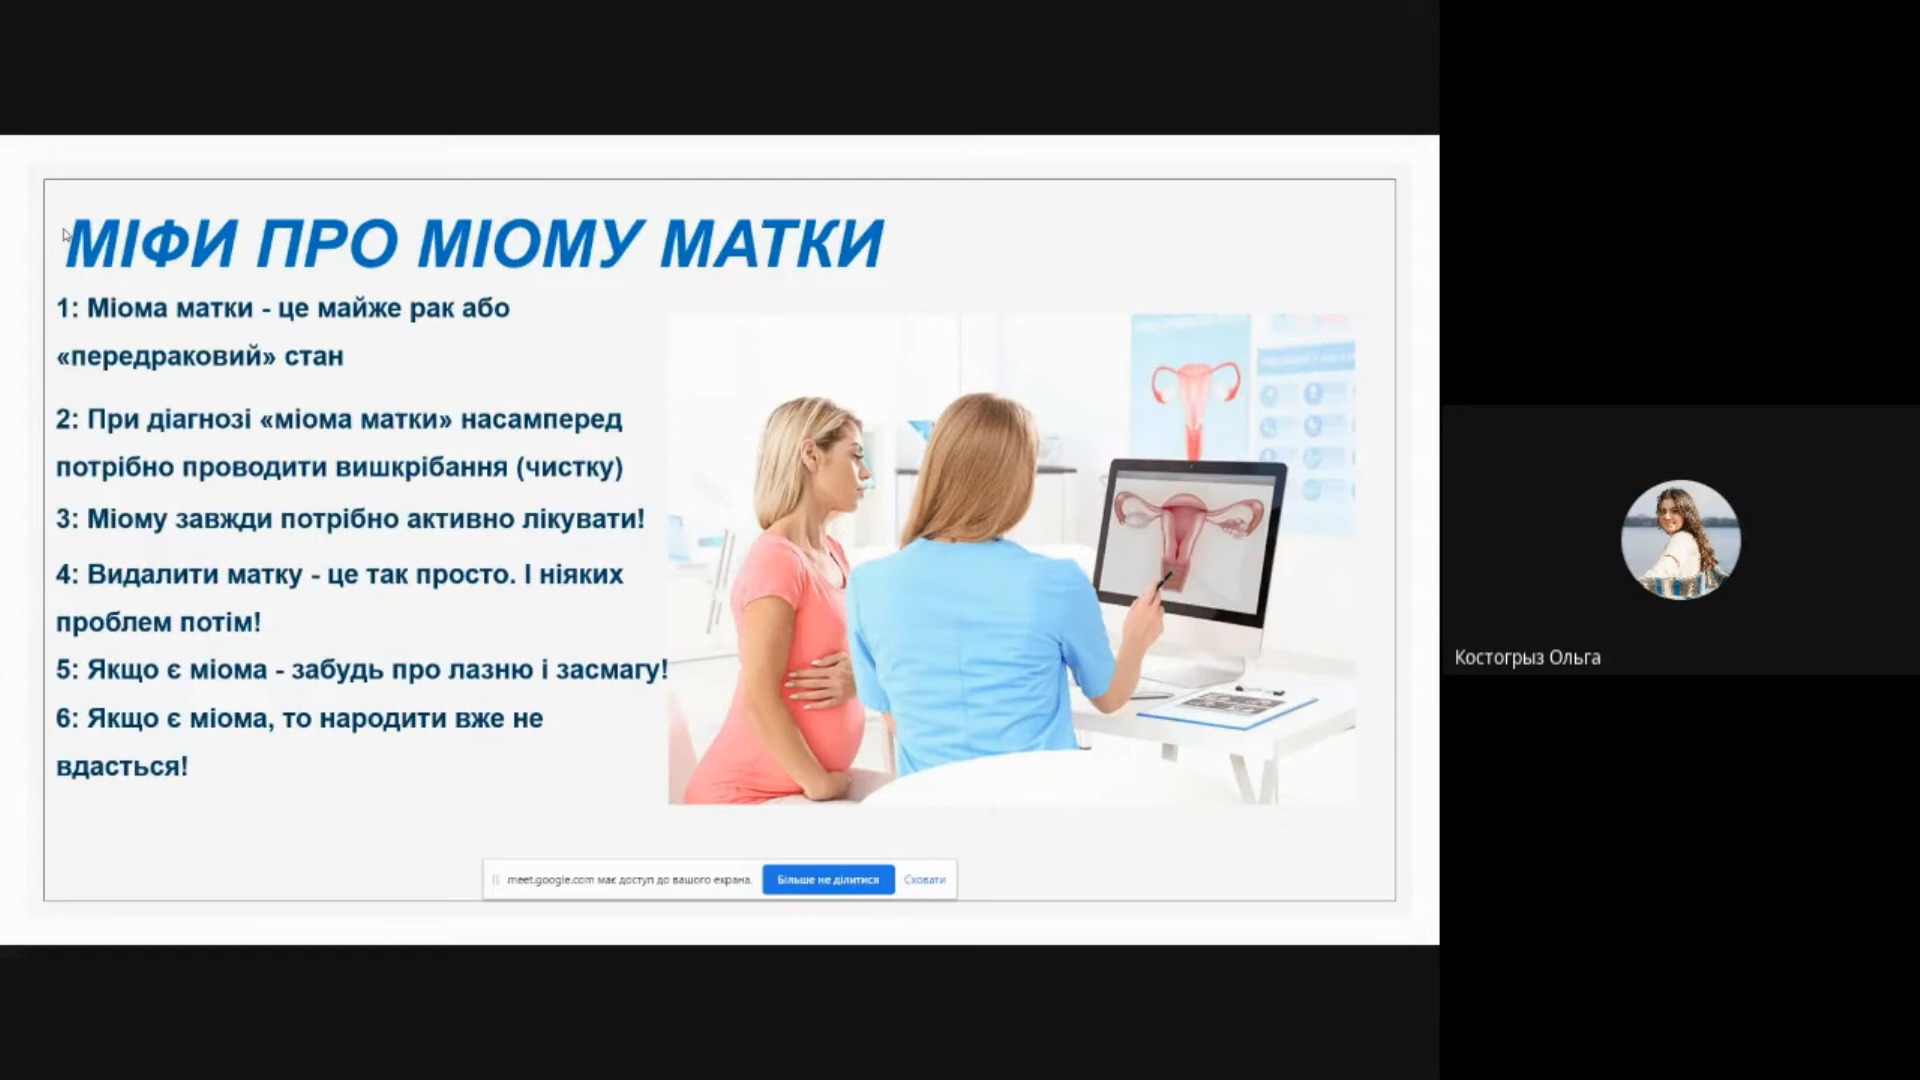 МІФИ ПРО МІОМУ МАТКИ
1: Міома матки - це майже рак або
«передраковий» стан
2: При діагнозі «міома матки» насамперед
потрібно проводити вишкрібання (чистку)
3: Міому завжди потрібно активно лікувати!
4: Видалити матку - це так просто. І ніяких
проблем потім!
5: Якщо є міома - забудь про лазню і засмагу!
6: Якщо є міома, то народити вже не
вдасться!
meet.google.com має доступ до вашого екрана.
Більше не ділитися
Сховати
Костогрыз Ольга